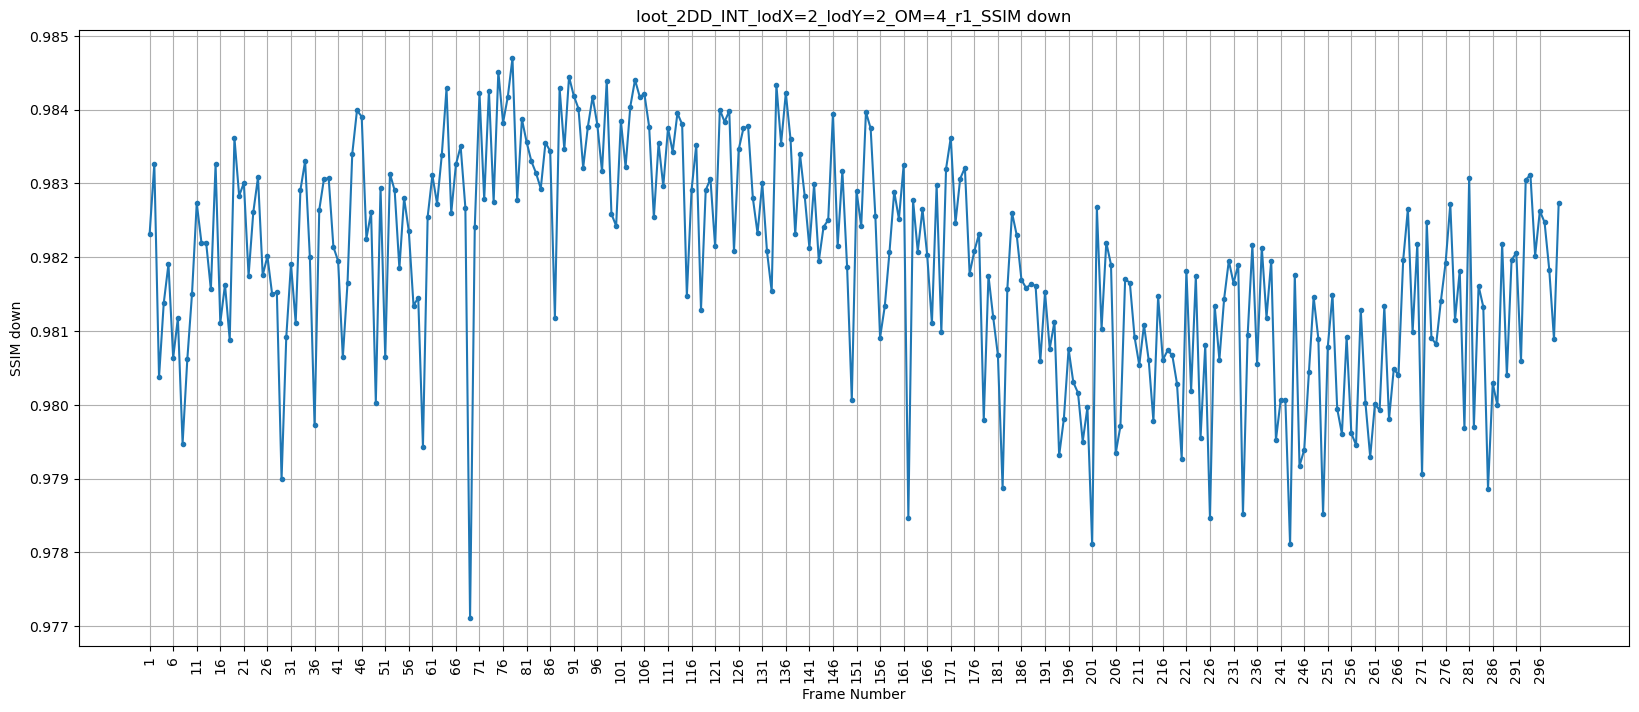 loot_2DD_INT_lodX=2_lodY=2_OM=4_r1_SSIM down
0.985
0.984
0.983
0.982
0.981
0.980
0.979
0.978
0.977
SSIM down
1 6 11 16 21 26 31 36 41 46 51 56 61 66 71 76 81 86 91 96 101 106 111 116 121 126 131 136 141 146 151 156 161 166 171 176 181 186 191 196 201 206 211 216 221 226 231 236 241 246 251 256 261 266 271 276 281 286 291 296
Frame Number